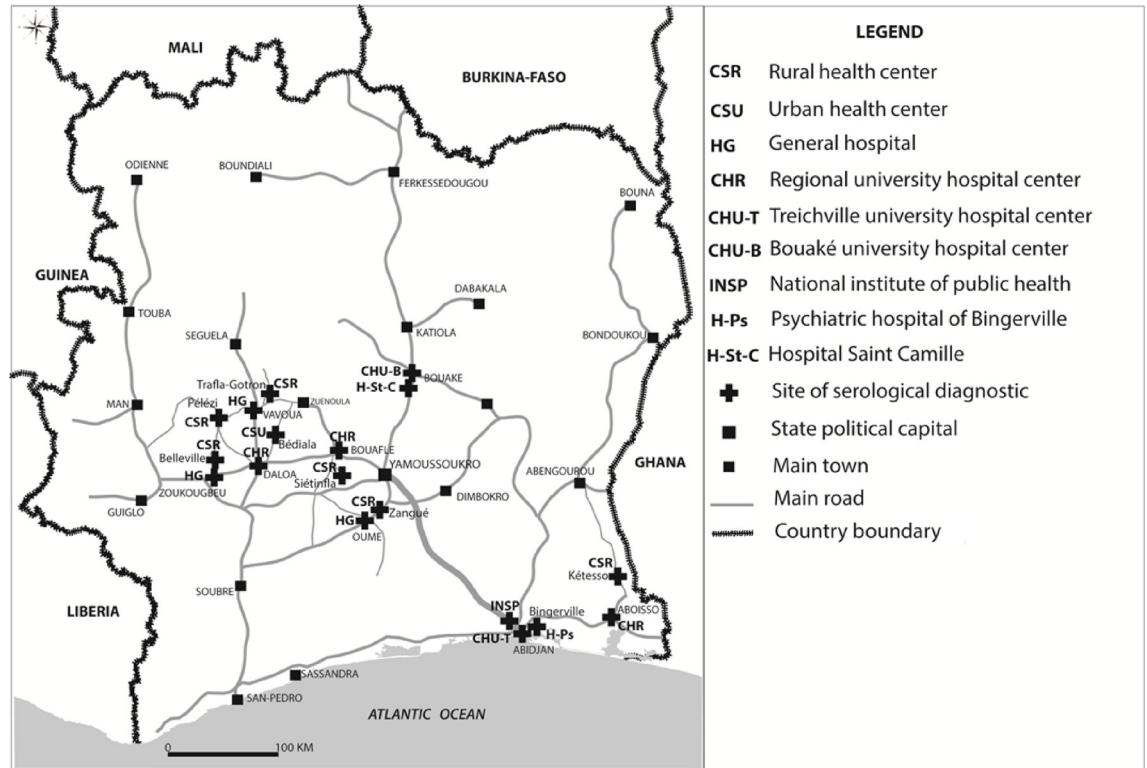 MALI
BURKINA-FASO
ODIENNE
BOUNDIALI
FERKESSEDOUGOU
BOUNA
GUINEA
TOUBA
DABAKALA
KATIOLA
SEGUELA
BONDOUKOU
CHU-B
BOUAKE
H-St-C
Trafla-Gotron
CSR
HG
ZUENOULA
Pélézi
VAVOUA
MAN
CSR
CSU
Bédiala
CHR
BOUAFLE
CSR
Belleville
CHR
YAMOUSSOUKRO
GHANA
HG
DALOA
CSR
Siétinfla
ABENGOUROU
ZOUKOUGBEU
DIMBOKRO
GUIGLO
CSR
Zangué
HG
OUME
CSR
Kétesso
SOUBRE
LIBERIA
INSP
Bingerville
ABOISSO
CHR
CHU-T
H-Ps
ABIDJAN
SASSANDRA
SAN-PEDRO
ATLANTIC OCEAN
0 100 KM
LEGEND
CSR Rural health center
CSU Urban health center
HG General hospital
CHR Regional university hospital center
CHU-T Treichville university hospital center
CHU-B Bouaké university hospital center
INSP National institute of public health
H-Ps Psychiatric hospital of Bingerville
H-St-C Hospital Saint Camille
Site of serological diagnostic
State political capital
Main town
Main road
Country boundary